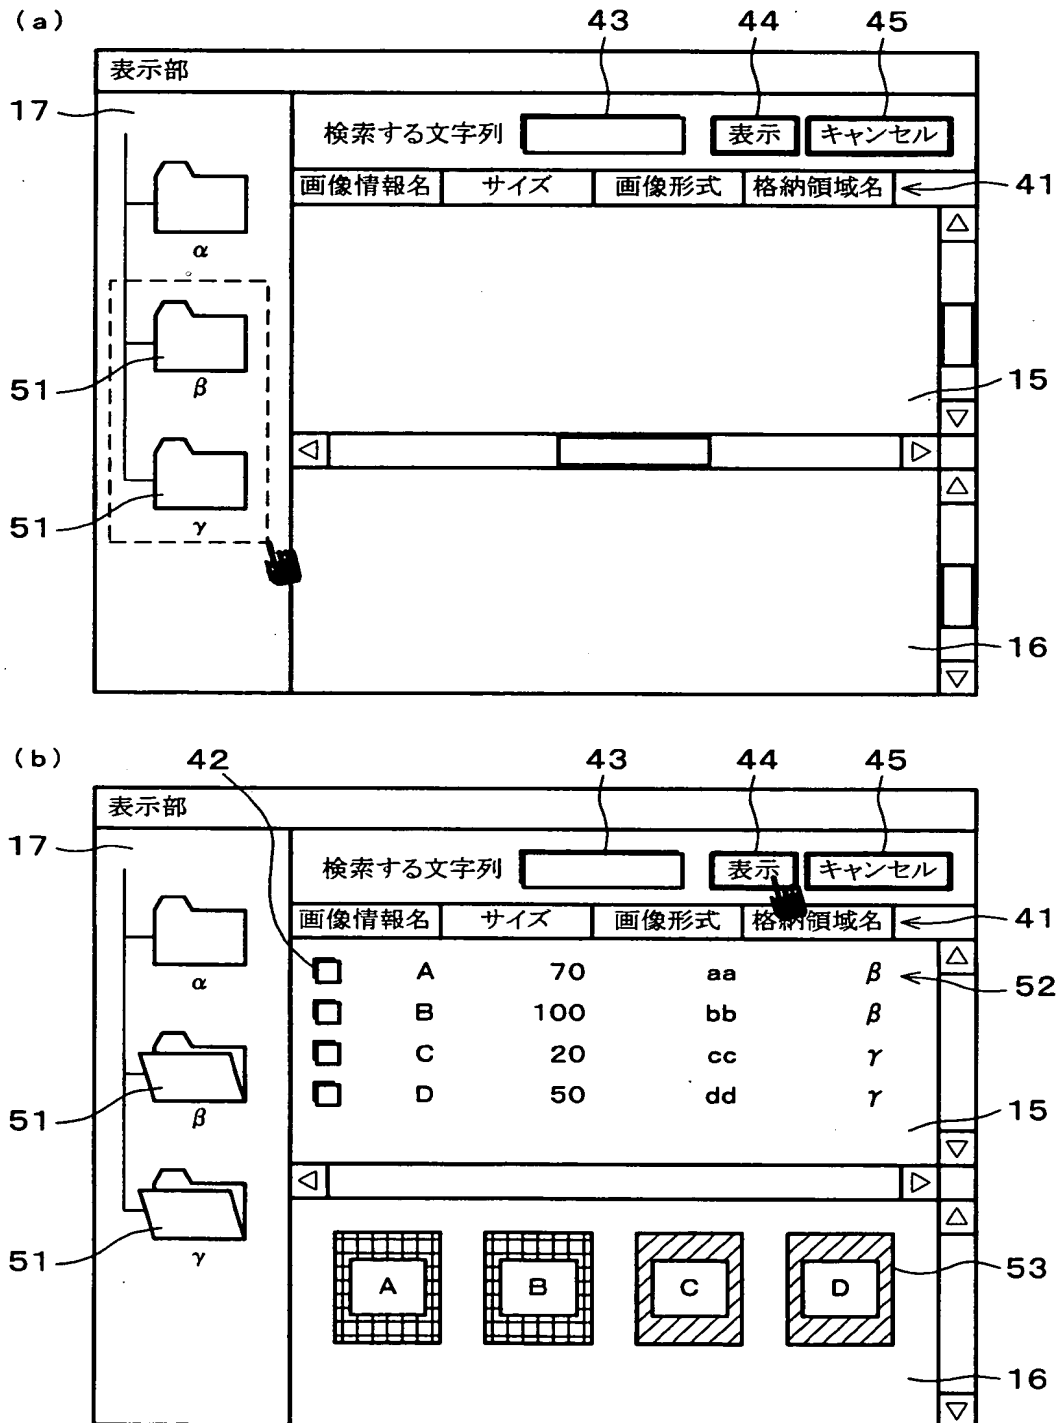 (a)
43 44 45
表示部
17
検索する文字列 表示 キャンセル
画像情報名 サイズ 画像形式 格納領域名 41
α
51 β 15
51 γ
16
(b) 42 43 44 45
表示部
17
検索する文字列 表示 キャンセル
画像情報名 サイズ 画像形式 格納領域名 41
A 70 aa β 52
α
B 100 bb β
C 20 cc γ
D 50 dd γ
51 β 15
51 γ
A B C D 53
16